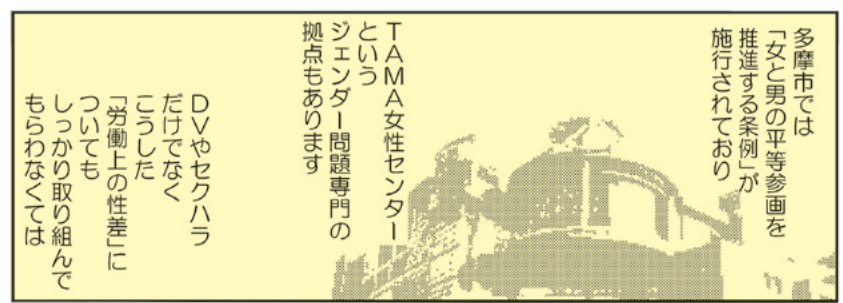 多摩市では
「女と男の平等参画を
推進する条例」が
施行されており
TAMA女性センター
という
ジェンダー問題専門の
拠点もあります
DVやセクハラ
だけでなく
こうした
「労働上の性差」に
ついても
しっかり取り組んで
もらわなくては